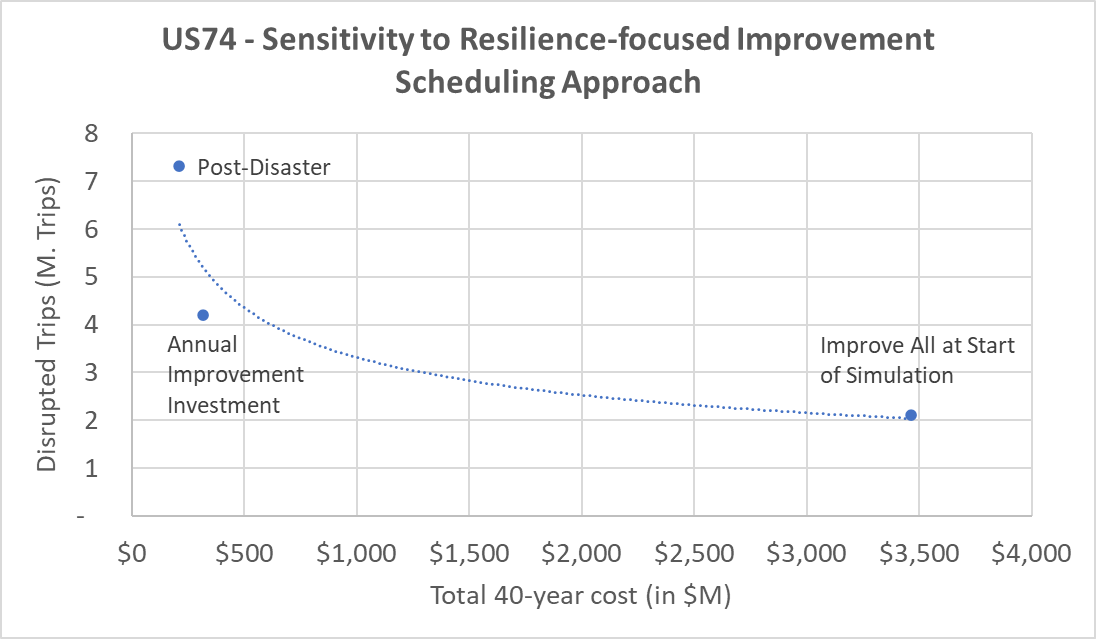 US74 - Sensitivity to Resilience-focused Improvement
Scheduling Approach
Disrupted Trips (M. Trips)
8
7
6
5
4
3
2
1
-
Post-Disaster
Annual
Improvement
Investment
Improve All at Start
of Simulation
$0 $500 $1,000 $1,500 $2,000 $2,500 $3,000 $3,500 $4,000
Total 40-year cost (in $M)